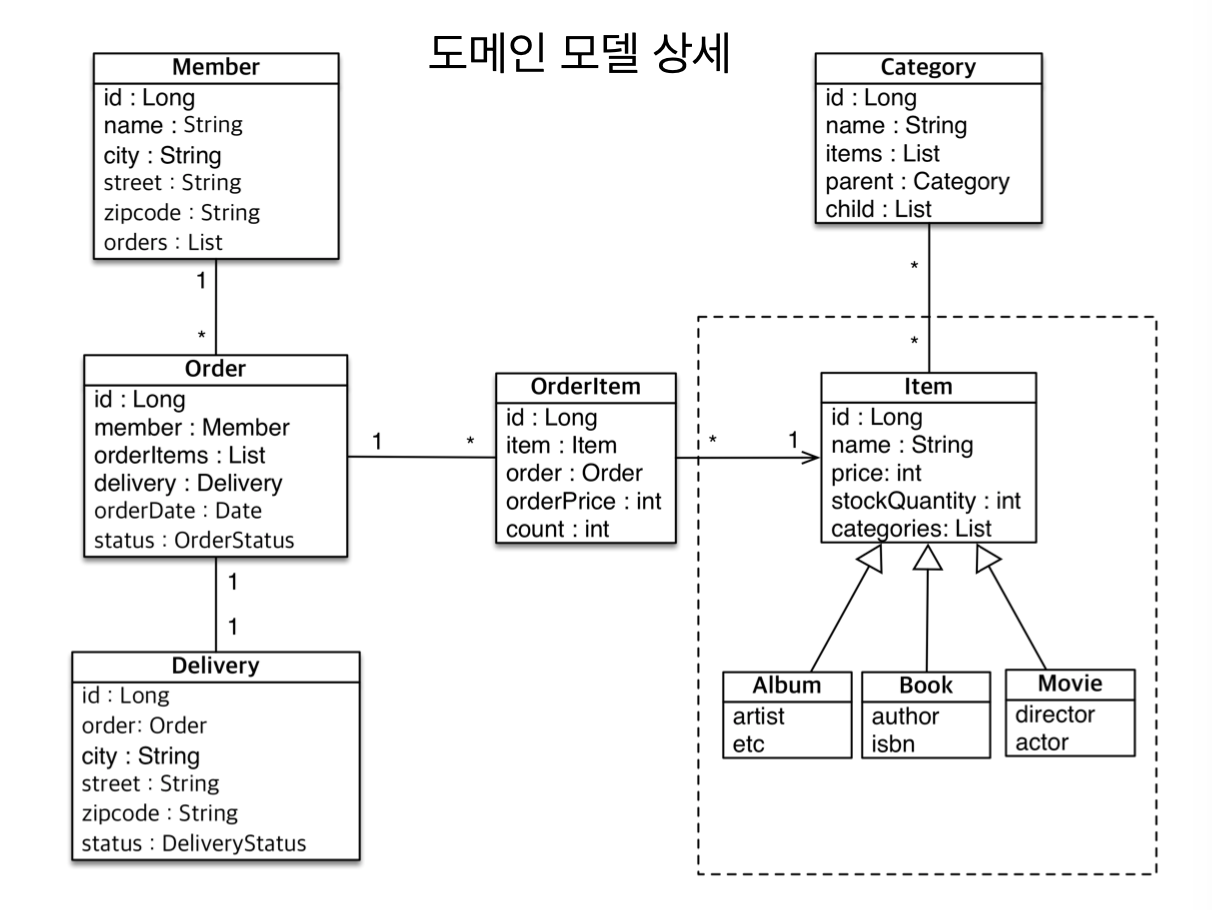 도메인 모델 상세
Member
id : Long
name : String
city : String
street : String
zipcode : String
orders : List
Category
id : Long
name : String
items : List
parent : Category
child : List
1
*
*
*
Order
id : Long
member : Member
orderItems : List
delivery : Delivery
orderDate : Date
status : OrderStatus
1
*
OrderItem
id : Long
item : Item
order : Order
orderPrice : int
count : int
*
1
Item
id : Long
name : String
price: int
stockQuantity : int
categories: List
1
1
Delivery
id : Long
order: Order
city : String
street : String
zipcode : String
status : DeliveryStatus
Album
artist
etc
Book
author
isbn
Movie
director
actor